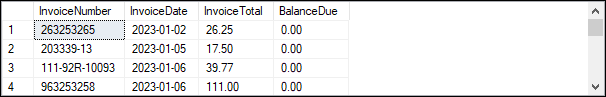 InvoiceNumber InvoiceDate InvoiceTotal BalanceDue
1 263253265 2023-01-02 26.25 0.00
2 203339-13 2023-01-05 17.50 0.00
3 111-92R-10093 2023-01-06 39.77 0.00
4 963253258 2023-01-06 111.00 0.00